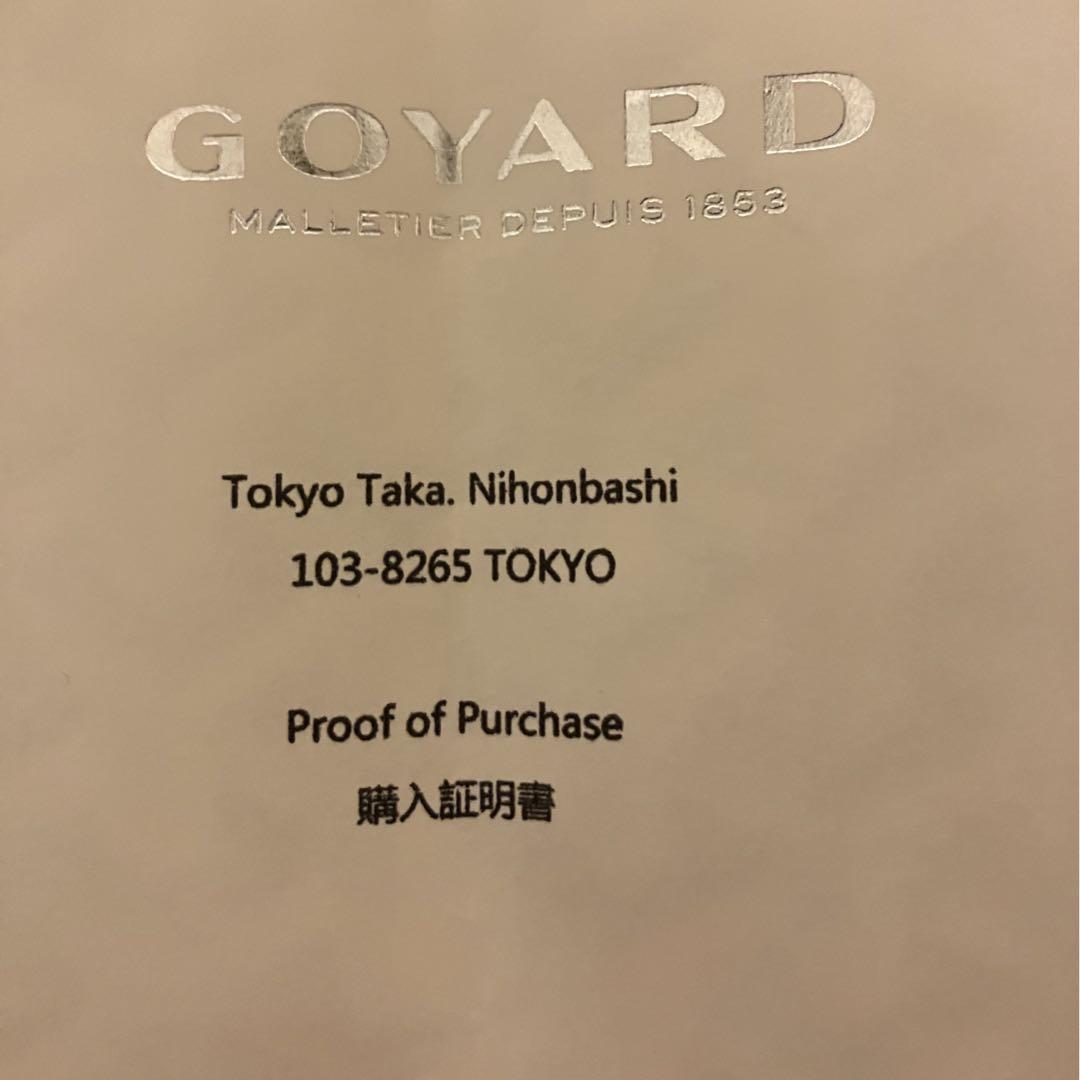 GOYARD
MALLETIER DEPUIS 1853
Tokyo Taka. Nihonbashi
103-8265 TOKYO
Proof of Purchase
購入証明書